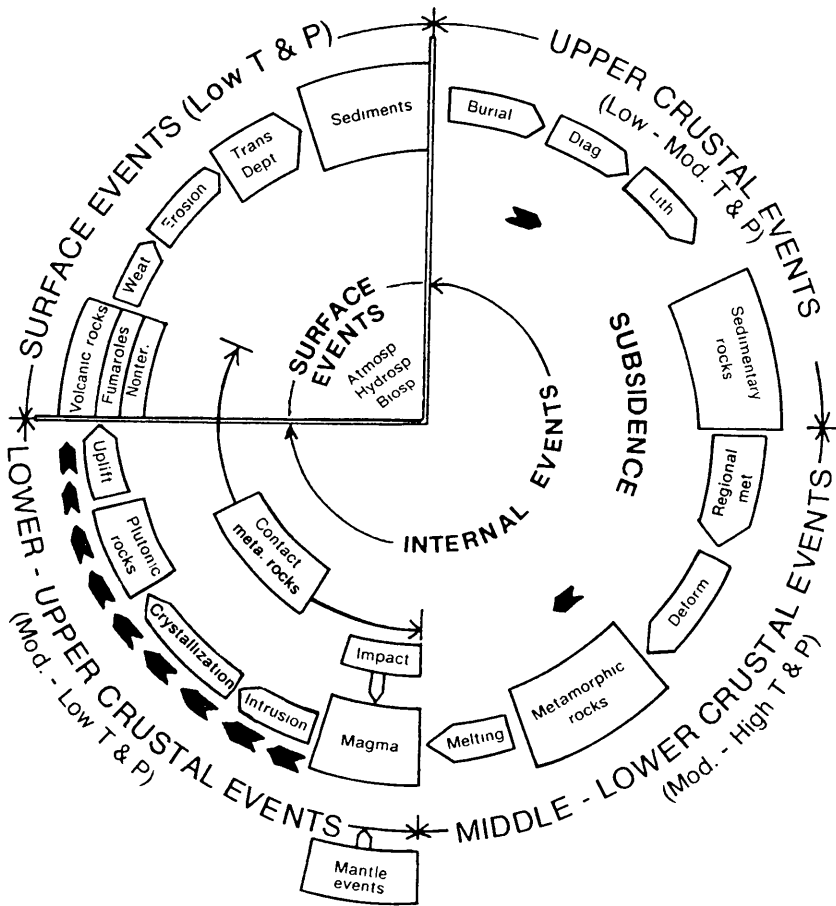 SURFACE EVENTS (Low T & P)
UPPER CRUSTAL EVENTS
(Low - Mod. T & P)
Sediments
Burial
Diag
Lith
Trans
Dept
Erosion
Weat
Volcanic rocks
Fumaroles
Nonter.
SURFACE
EVENTS
Atmosp
Hydrosp
Biosp
SUBSIDENCE
Sedimentary
rocks
INTERNAL EVENTS
Regional
met
Deform
Metamorphic
rocks
Melting
MIDDLE - LOWER CRUSTAL EVENTS
(Mod. - High T & P)
Uplift
Plutonic
rocks
Contact
meta. rocks
Crystallization
Intrusion
Impact
Magma
LOWER - UPPER CRUSTAL EVENTS
(Mod. - Low T & P)
Mantle
events